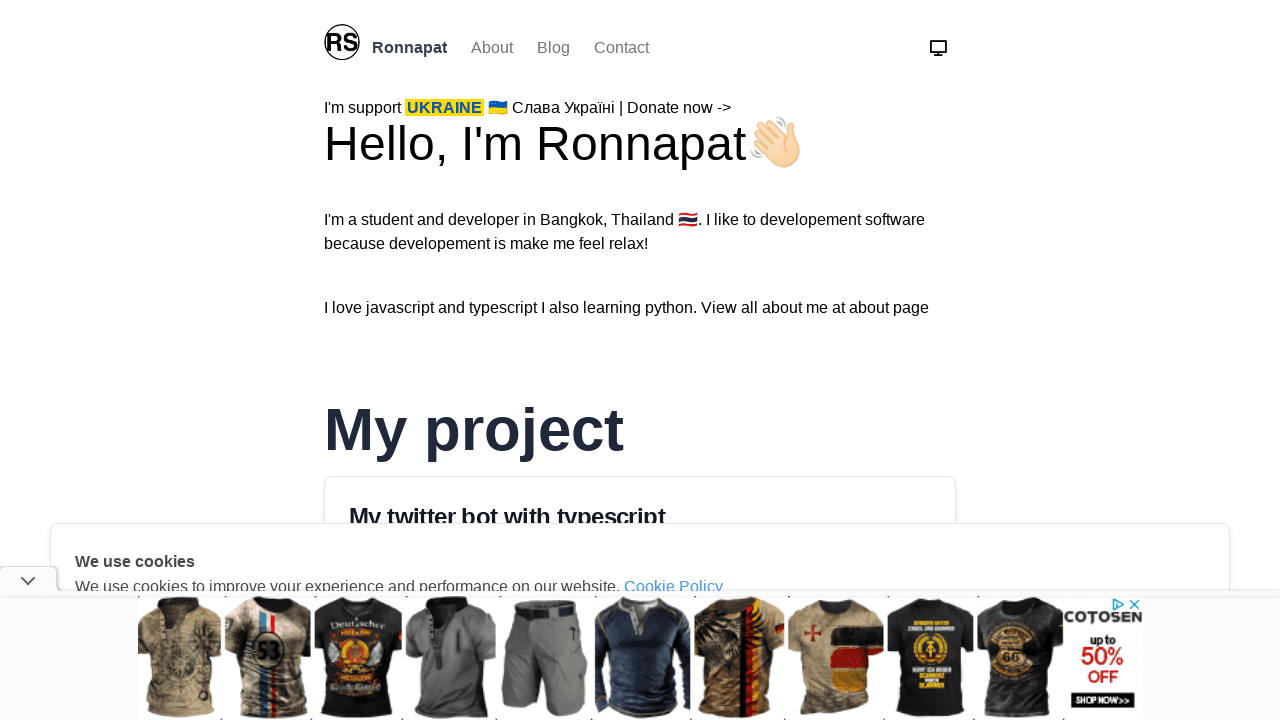 RS Ronnapat About Blog Contact
I'm support UKRAINE 🇺🇦 Слава Україні | Donate now ->
Hello, I'm Ronnapat👋🏻
I'm a student and developer in Bangkok, Thailand 🇹🇭. I like to developement software
because developement is make me feel relax!
I love javascript and typescript I also learning python. View all about me at about page
My project
My twitter bot with typescript
We use cookies
We use cookies to improve your experience and performance on our website. Cookie Policy
COTOSEN
up to
50%
OFF
SHOP NOW>>
53
Deutscher
66